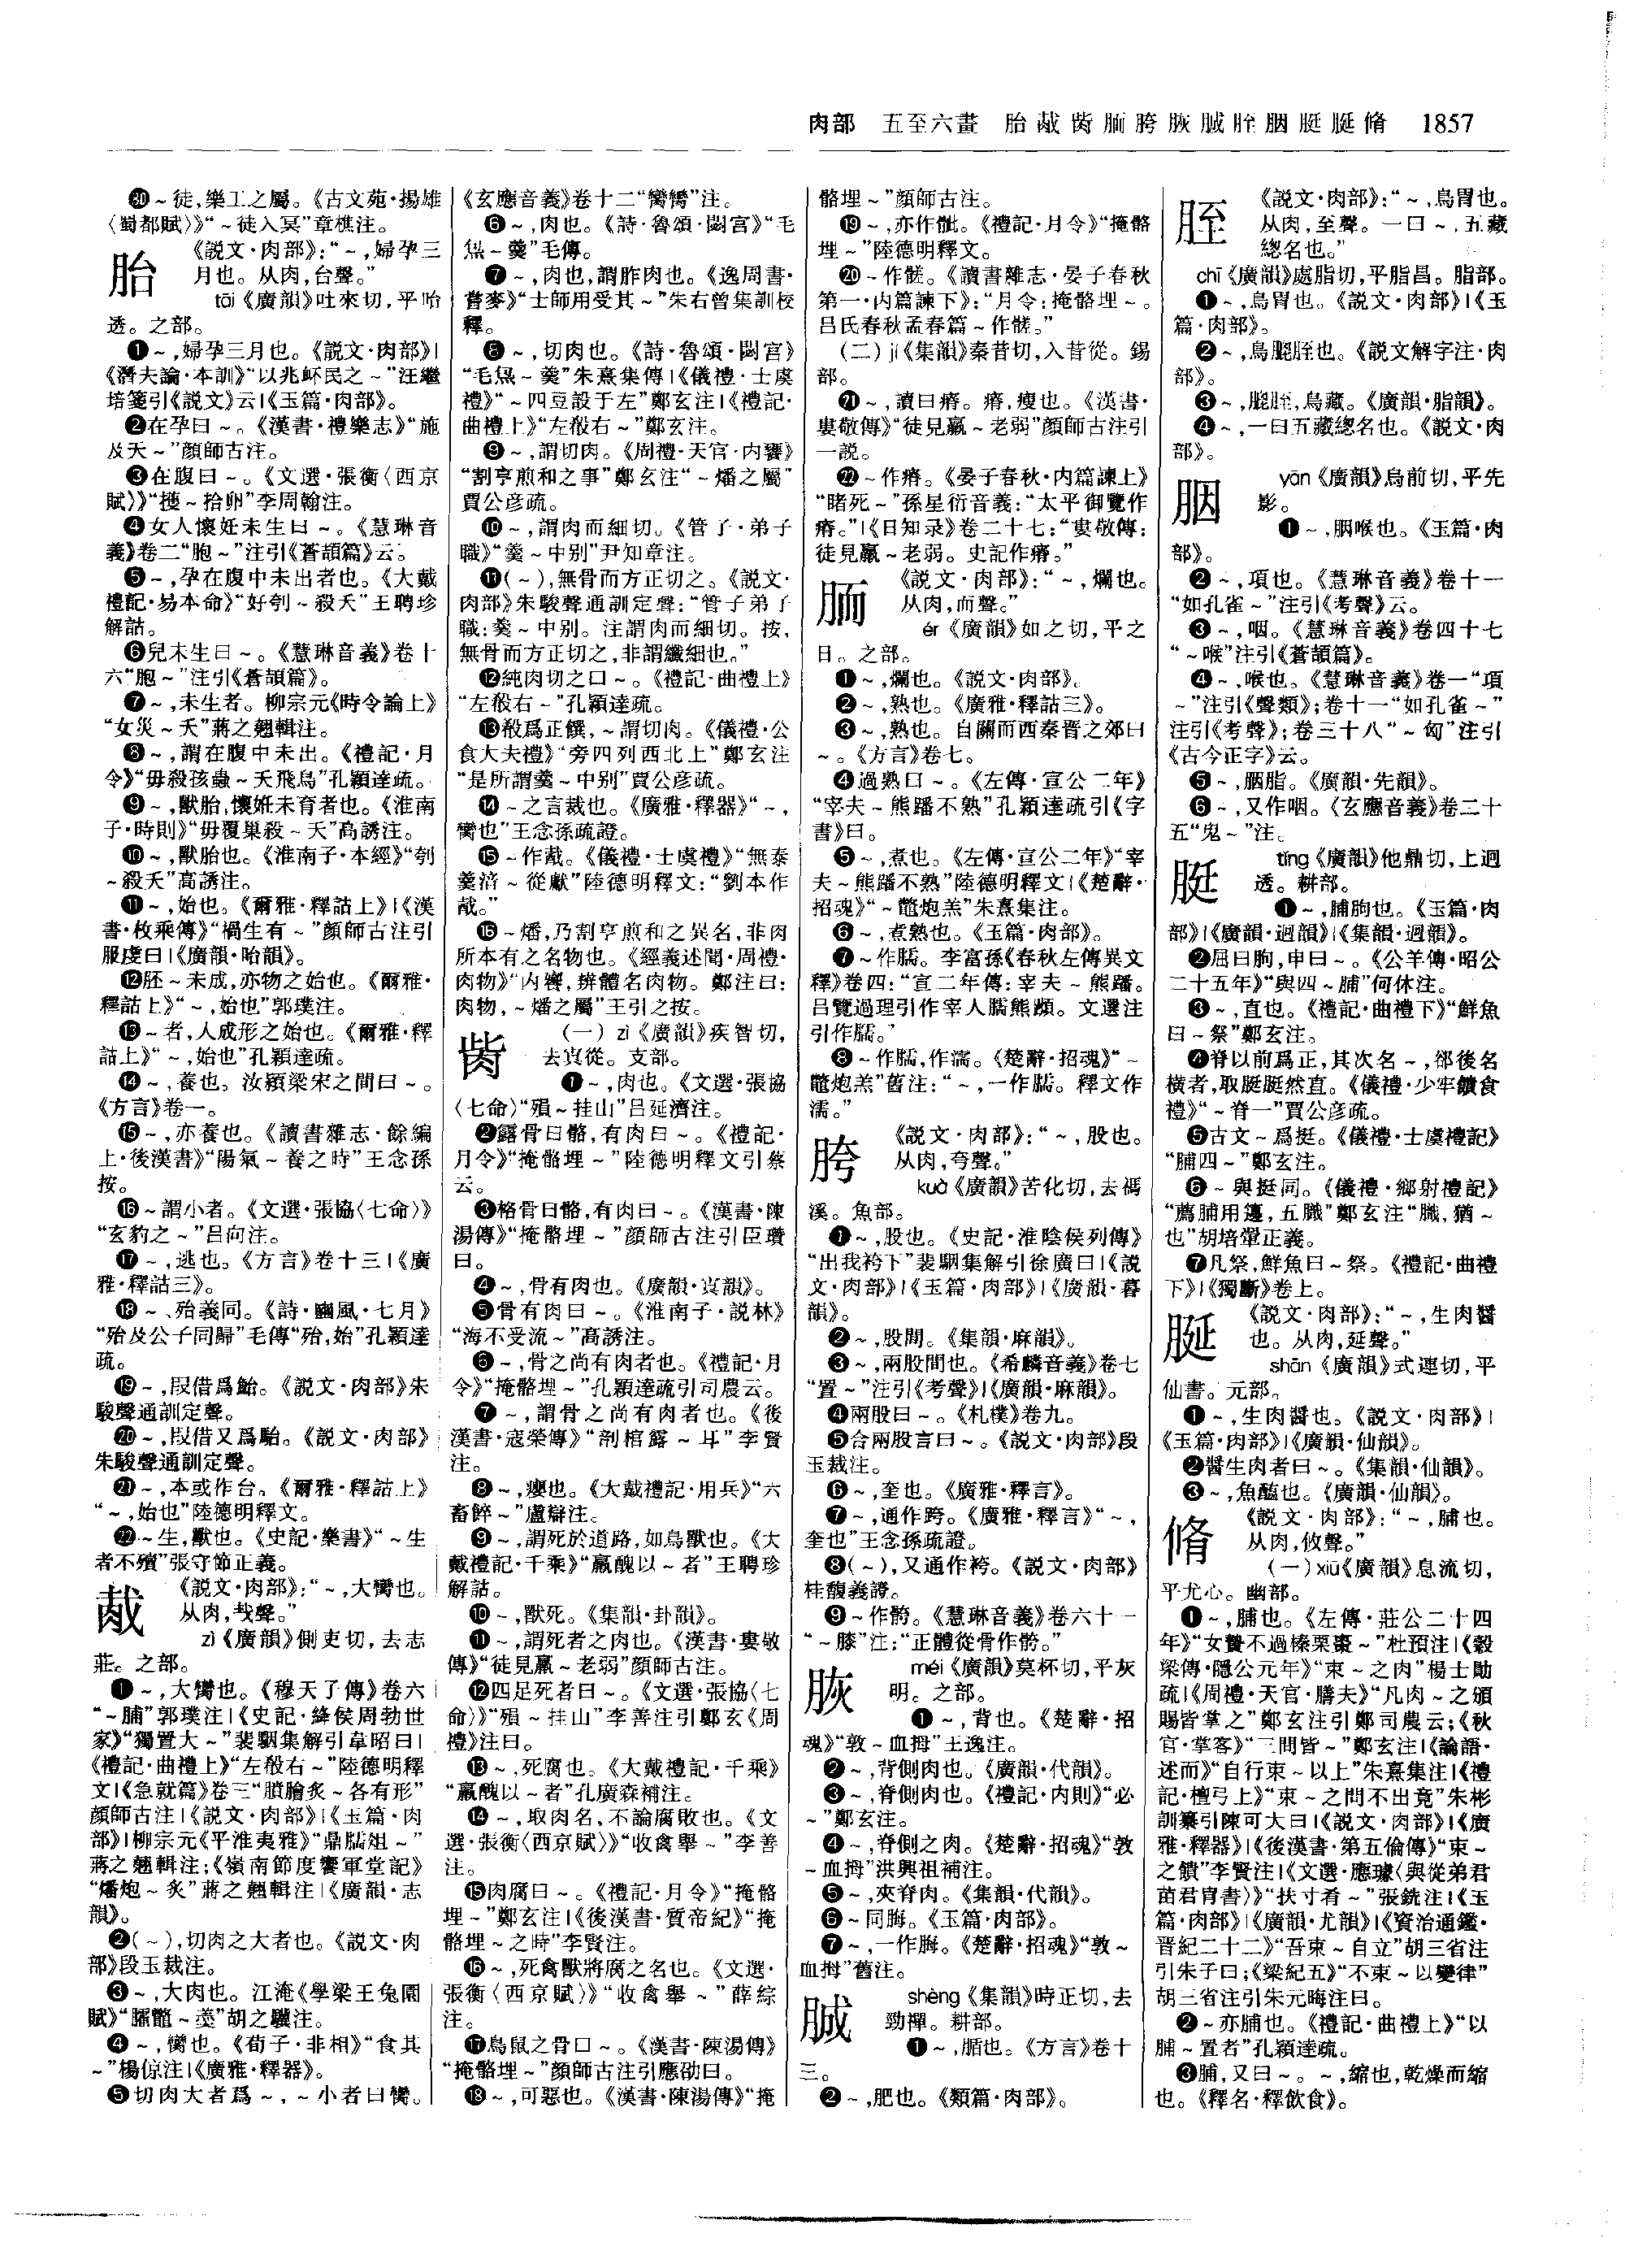 肉部 五至六畫 胎胾胔胹胯脄䏆胵胭脡脠脩 1857
㉚～徒,樂工之屬。《古文苑·揚雄
〈蜀都賦〉》“～徒入冥”章樵注。
胎
《説文·肉部》:“～,婦孕三
月也。从肉,台聲。”
tāi《廣韻》吐來切,平咍
透。之部。
❶～,婦孕三月也。《説文·肉部》|
《潛夫論·本訓》“以兆虾民之～”汪繼
培箋引《説文》云|《玉篇·肉部》。
❷在孕曰～。《漢書·禮樂志》“施
及夭～”顔師古注。
❸在腹曰～。《文選·張衡〈西京
賦〉》“摷～拾卵”李周翰注。
❹女人懷妊未生曰～。《慧琳音
義》卷二“胞～”注引《蒼頡篇》云。
❺～,孕在腹中未出者也。《大戴
禮記·易本命》“好刳～殺夭”王聘珍
解詁。
❻兒未生曰～。《慧琳音義》卷十
六“胞～”注引《蒼頡篇》。
❼～,未生者。柳宗元《時令論上》
“女災～夭”蔣之翹輯注。
❽～,謂在腹中未出。《禮記·月
令》“毋殺孩蟲～夭飛鳥”孔穎達疏。
❾～,獸胎,懷妊未育者也。《淮南
子·時則》“毋覆巢殺～夭”高誘注。
❿～,獸胎也。《淮南子·本經》“刳
～殺夭”高誘注。
⓫～,始也。《爾雅·釋詁上》|《漢
書·枚乘傳》“禍生有～”顔師古注引
服虔曰|《廣韻·咍韻》。
⓬胚～未成,亦物之始也。《爾雅·
釋詁上》“～,始也”郭璞注。
⓭～者,人成形之始也。《爾雅·釋
詁上》“～,始也”孔穎達疏。
⓮～,養也。汝潁梁宋之間曰～。
《方言》卷一。
⓯～,亦養也。《讀書雜志·餘編
上·後漢書》“陽氣～養之時”王念孫
按。
⓰～謂小者。《文選·張協〈七命〉》
“玄豹之～”吕向注。
⓱～,逃也。《方言》卷十三|《廣
雅·釋詁三》。
⓲～、殆義同。《詩·豳風·七月》
“殆及公子同歸”毛傳“殆,始”孔穎達
疏。
⓳～,叚借爲鮐。《説文·肉部》朱
駿聲通訓定聲。
⓴～,叚借又爲駘。《説文·肉部》
朱駿聲通訓定聲。
㉑～,本或作台。《爾雅·釋詁上》
“～,始也”陸德明釋文。
㉒～生,獸也。《史記·樂書》“～生
者不殰”張守節正義。
胾
《説文·肉部》:“～,大臠也。
从肉,𢦏聲。”
zì《廣韻》側吏切,去志
莊。之部。
❶～,大臠也。《穆天子傳》卷六
“～脯”郭璞注|《史記·絳侯周勃世
家》“獨置大～”裴駰集解引韋昭曰|
《禮記·曲禮上》“左殽右～”陸德明釋
文|《急就篇》卷三“膹膾炙～各有形”
顔師古注|《説文·肉部》|《玉篇·肉
部》|柳宗元《平淮夷雅》“鼎臑俎～”
蔣之翹輯注;《嶺南節度饗軍堂記》
“燔炮～炙”蔣之翹輯注|《廣韻·志
韻》。
❷(～),切肉之大者也。《説文·肉
部》段玉裁注。
❸～,大肉也。江淹《學梁王兔園
賦》“臛髓～羹”胡之驥注。
❹～,臠也。《荀子·非相》“食其
～”楊倞注|《廣雅·釋器》。
❺切肉大者爲～,～小者曰臠。
《玄應音義》卷十二“臠臠”注。
❻～,肉也。《詩·魯頌·閟宫》“毛
炰～羹”毛傳。
❼～,肉也,謂胙肉也。《逸周書·
嘗麥》“士師用受其～”朱右曾集訓校
釋。
❽～,切肉也。《詩·魯頌·閟宫》
“毛炰～羹”朱熹集傳|《儀禮·士虞
禮》“～四豆設于左”鄭玄注|《禮記·
曲禮上》“左殽右～”鄭玄注。
❾～,謂切肉。《周禮·天官·内饔》
“割亨煎和之事”鄭玄注“～燔之屬”
賈公彦疏。
❿～,謂肉而細切。《管子·弟子
職》“羹～中别”尹知章注。
⓫(～),無骨而方正切之。《説文·
肉部》朱駿聲通訓定聲:“管子弟子
職:羹～中别。注謂肉而細切。按,
無骨而方正切之,非謂纖細也。”
⓬純肉切之曰～。《禮記·曲禮上》
“左殽右～”孔穎達疏。
⓭殺爲正饌,～謂切肉。《儀禮·公
食大夫禮》“旁四列西北上”鄭玄注
“是所謂羹～中别”賈公彦疏。
⓮～之言裁也。《廣雅·釋器》“～,
臠也”王念孫疏證。
⓯～作胾。《儀禮·士虞禮》“無泰
羹湆～從獻”陸德明釋文:“劉本作
胾。”
⓰～燔,乃割亨煎和之異名,非肉
所本有之名物也。《經義述聞·周禮·
肉物》“内饔,辨體名肉物。鄭注曰:
肉物,～燔之屬”王引之按。
胔
(一) zì《廣韻》疾智切,
去寘從。支部。
❶～,肉也。《文選·張協
〈七命〉》“殞～挂山”吕延濟注。
❷露骨曰骼,有肉曰～。《禮記·
月令》“掩骼埋～”陸德明釋文引蔡
云。
❸格骨曰骼,有肉曰～。《漢書·陳
湯傳》“掩骼埋～”顔師古注引臣瓚
曰。
❹～,骨有肉也。《廣韻·寘韻》。
❺骨有肉曰～。《淮南子·説林》
“海不受流～”高誘注。
❻～,骨之尚有肉者也。《禮記·月
令》“掩骼埋～”孔穎達疏引司農云。
❼～,謂骨之尚有肉者也。《後
漢書·寇榮傳》“剖棺露～耳”李賢
注。
❽～,瘦也。《大戴禮記·用兵》“六
畜䬢～”盧辯注。
❾～,謂死於道路,如鳥獸也。《大
戴禮記·千乘》“羸醜以～者”王聘珍
解詁。
❿～,獸死。《集韻·卦韻》。
⓫～,謂死者之肉也。《漢書·婁敬
傳》“徒見羸～老弱”顔師古注。
⓬四足死者曰～。《文選·張協〈七
命〉》“殞～挂山”李善注引鄭玄《周
禮》注曰。
⓭～,死腐也。《大戴禮記·千乘》
“羸醜以～者”孔廣森補注。
⓮～,取肉名,不論腐敗也。《文
選·張衡〈西京賦〉》“收禽舉～”李善
注。
⓯肉腐曰～。《禮記·月令》“掩骼
埋～”鄭玄注|《後漢書·質帝紀》“掩
骼埋～之時”李賢注。
⓰～,死禽獸將腐之名也。《文選·
張衡〈西京賦〉》“收禽舉～”薛綜
注。
⓱鳥鼠之骨曰～。《漢書·陳湯傳》
“掩骼埋～”顔師古注引應劭曰。
⓲～,可惡也。《漢書·陳湯傳》“掩
骼埋～”顔師古注。
⓳～,亦作骴。《禮記·月令》“掩骼
埋～”陸德明釋文。
⓴～作髊。《讀書雜志·晏子春秋
第一·内篇諫下》:“月令:掩骼埋～。
吕氏春秋孟春篇～作髊。”
(二) jí《集韻》秦昔切,入昔從。錫
部。
㉑～,讀曰瘠。瘠,瘦也。《漢書·
婁敬傳》“徒見羸～老弱”顔師古注引
一説。
㉒～作瘠。《晏子春秋·内篇諫上》
“睹死～”孫星衍音義:“太平御覽作
瘠。”|《日知录》卷二十七:“婁敬傳:
徒見羸～老弱。史記作瘠。”
胹
《説文·肉部》:“～,爛也。
从肉,而聲。”
ér《廣韻》如之切,平之
日。之部。
❶～,爛也。《説文·肉部》。
❷～,熟也。《廣雅·釋詁三》。
❸～,熟也。自關而西秦晋之郊曰
～。《方言》卷七。
❹過熟曰～。《左傳·宣公二年》
“宰夫～熊蹯不熟”孔穎達疏引《字
書》曰。
❺～,煮也。《左傳·宣公二年》“宰
夫～熊蹯不熟”陸德明釋文|《楚辭·
招魂》“～鼈炮羔”朱熹集注。
❻～,煮熟也。《玉篇·肉部》。
❼～作臑。李富孫《春秋左傳異文
釋》卷四:“宣二年傳:宰夫～熊蹯。
吕覽過理引作宰人臑熊蹞。文選注
引作臑。”
❽～作臑,作濡。《楚辭·招魂》“～
鼈炮羔”舊注:“～,一作臑。釋文作
濡。”
胯
《説文·肉部》:“～,股也。
从肉,夸聲。”
kuà《廣韻》苦化切,去禡
溪。魚部。
❶～,股也。《史記·淮陰侯列傳》
“出我袴下”裴駰集解引徐廣曰|《説
文·肉部》|《玉篇·肉部》|《廣韻·暮
韻》。
❷～,股間。《集韻·麻韻》。
❸～,兩股間也。《希麟音義》卷七
“置～”注引《考聲》|《廣韻·麻韻》。
❹兩股曰～。《札樸》卷九。
❺合兩股言曰～。《説文·肉部》段
玉裁注。
❻～,奎也。《廣雅·釋言》。
❼～,通作跨。《廣雅·釋言》“～,
奎也”王念孫疏證。
❽(～),又通作袴。《説文·肉部》
桂馥義證。
❾～作骻。《慧琳音義》卷六十一
“～膝”注:“正體從骨作骻。”
脄
méi《廣韻》莫杯切,平灰
明。之部。
❶～,背也。《楚辭·招
魂》“敦～血拇”王逸注。
❷～,背側肉也。《廣韻·代韻》。
❸～,脊側肉也。《禮記·内則》“必
～”鄭玄注。
❹～,脊側之肉。《楚辭·招魂》“敦
～血拇”洪興祖補注。
❺～,夾脊肉。《集韻·代韻》。
❻～同脢。《玉篇·肉部》。
❼～,一作脢。《楚辭·招魂》“敦～
血拇”舊注。
shèng《集韻》時正切,去
勁禪。耕部。
❶～,腯也。《方言》卷十
三。
❷～,肥也。《類篇·肉部》。
胵
《説文·肉部》:“～,鳥胃也。
从肉,至聲。一曰～,五藏
總名也。”
chī《廣韻》處脂切,平脂昌。脂部。
❶～,鳥胃也。《説文·肉部》|《玉
篇·肉部》。
❷～,鳥膍胵也。《説文解字注·肉
部》。
❸～,膍胵,鳥藏。《廣韻·脂韻》。
❹～,一曰五藏總名也。《説文·肉
部》。
胭
yān《廣韻》烏前切,平先
影。
❶～,胭喉也。《玉篇·肉
部》。
❷～,項也。《慧琳音義》卷十一
“如孔雀～”注引《考聲》云。
❸～,咽。《慧琳音義》卷四十七
“～喉”注引《蒼頡篇》。
❹～,喉也。《慧琳音義》卷一“項
～”注引《聲類》;卷十一“如孔雀～”
注引《考聲》;卷三十八“～匈”注引
《古今正字》云。
❺～,胭脂。《廣韻·先韻》。
❻～,又作咽。《玄應音義》卷二十
五“鬼～”注。
脡
tǐng《廣韻》他鼎切,上迥
透。耕部。
❶～,脯朐也。《玉篇·肉
部》|《廣韻·迥韻》|《集韻·迥韻》。
❷屈曰朐,申曰～。《公羊傳·昭公
二十五年》“與四～脯”何休注。
❸～,直也。《禮記·曲禮下》“鮮魚
曰～祭”鄭玄注。
❹脊以前爲正,其次名～,郤後名
横者,取脡脡然直。《儀禮·少牢饋食
禮》“～脊一”賈公彦疏。
❺古文～爲挺。《儀禮·士虞禮記》
“脯四～”鄭玄注。
❻～與挺同。《儀禮·鄉射禮記》
“薦脯用籩,五膱”鄭玄注“膱,猶～
也”胡培翬正義。
❼凡祭,鮮魚曰～祭。《禮記·曲禮
下》|《獨斷》卷上。
脠
《説文·肉部》:“～,生肉醬
也。从肉,延聲。”
shān《廣韻》式連切,平
仙書。元部。
❶～,生肉醬也。《説文·肉部》|
《玉篇·肉部》|《廣韻·仙韻》。
❷醬生肉者曰～。《集韻·仙韻》。
❸～,魚醢也。《廣韻·仙韻》。
脩
《説文·肉部》:“～,脯也。
从肉,攸聲。”
(一)xiū《廣韻》息流切,
平尤心。幽部。
❶～,脯也。《左傳·莊公二十四
年》“女贄不過榛栗棗～”杜預注|《穀
梁傳·隱公元年》“束～之肉”楊士勛
疏|《周禮·天官·膳夫》“凡肉～之頒
賜皆掌之”鄭玄注引鄭司農云;《秋
官·掌客》“三問皆～”鄭玄注|《論語·
述而》“自行束～以上”朱熹集注|《禮
記·檀弓上》“束～之問不出竟”朱彬
訓纂引陳可大曰|《説文·肉部》|《廣
雅·釋器》|《後漢書·第五倫傳》“束～
之饋”李賢注|《文選·應璩〈與從弟君
苗君胄書〉》“扶寸肴～”張銑注|《玉
篇·肉部》|《廣韻·尤韻》|《資治通鑑·
晋紀二十二》“吾束～自立”胡三省注
引朱子曰;《梁紀五》“不束～以變律”
胡三省注引朱元晦注曰。
❷～亦脯也。《禮記·曲禮上》“以
脯～置者”孔穎達疏。
❸脯,又曰～。～,縮也,乾燥而縮
也。《釋名·釋飲食》。